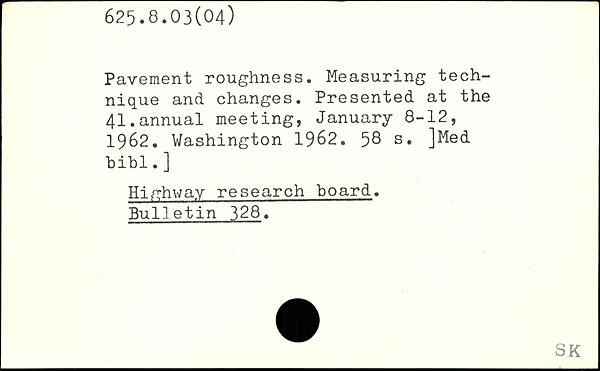 625.8.03(04)
Pavement roughness. Measuring tech-
nique and changes. Presented at the
41.annual meeting, January 8-12,
1962. Washington 1962. 58 s. ]Med
bibl.]
Highway research board.
Bulletin 328.
SK